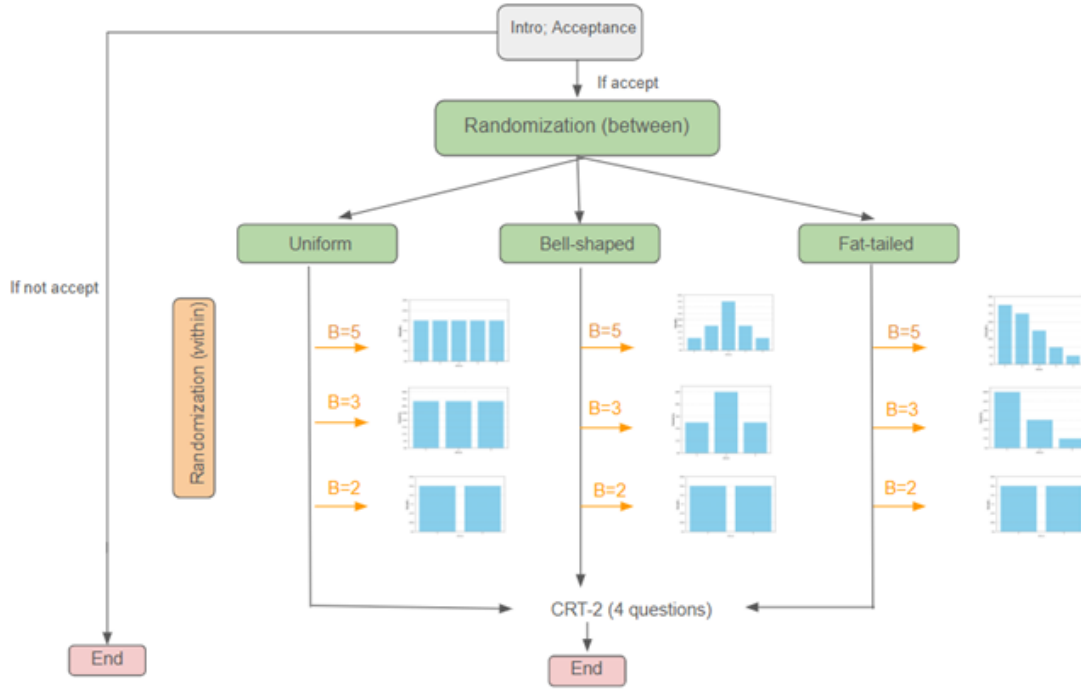 Intro; Acceptance
If accept
Randomization (between)
Uniform
Bell-shaped
Fat-tailed
If not accept
Randomization (within)
B=5
B=5
B=5
B=3
B=3
B=3
B=2
B=2
B=2
CRT-2 (4 questions)
End
End